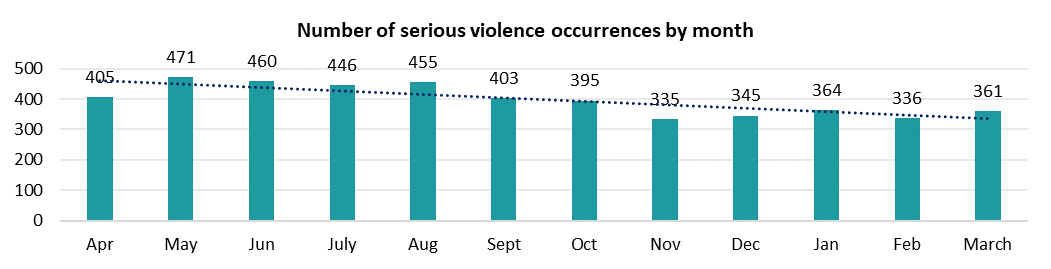 Number of serious violence occurrences by month
471 460 446 455
500 405 403 395
400 335 345 364 336 361
300
200
100
0
Apr May Jun July Aug Sept Oct Nov Dec Jan Feb March